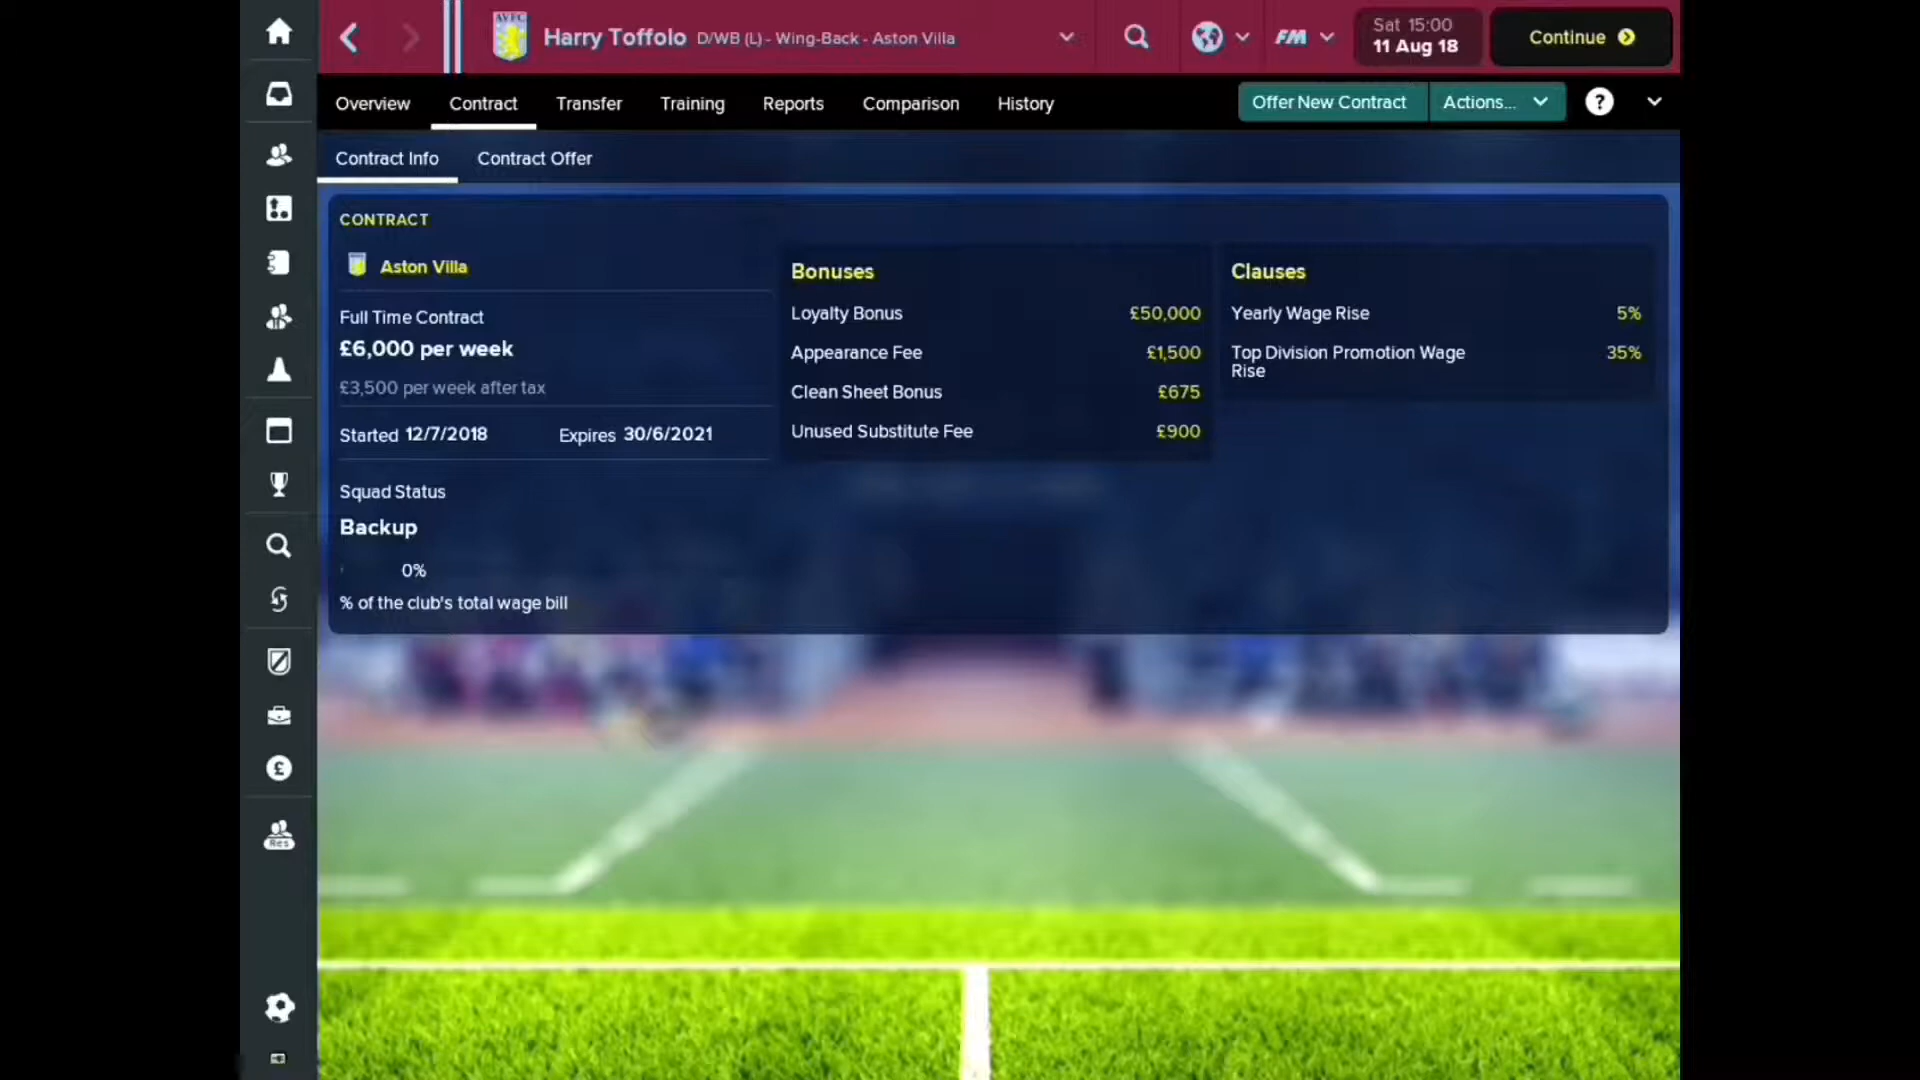 AVFC
Harry Toffolo D/WB (L) - Wing-Back - Aston Villa
FM
Sat 15:00
11 Aug 18
Continue
Overview Contract Transfer Training Reports Comparison History
Offer New Contract Actions... ?
Contract Info Contract Offer
CONTRACT
Aston Villa
Full Time Contract
£6,000 per week
£3,500 per week after tax
Started 12/7/2018 Expires 30/6/2021
Squad Status
Backup
0%
% of the club's total wage bill
Bonuses
Loyalty Bonus £50,000
Appearance Fee £1,500
Clean Sheet Bonus £675
Unused Substitute Fee £900
Clauses
Yearly Wage Rise 5%
Top Division Promotion Wage 35%
Rise
£
Res